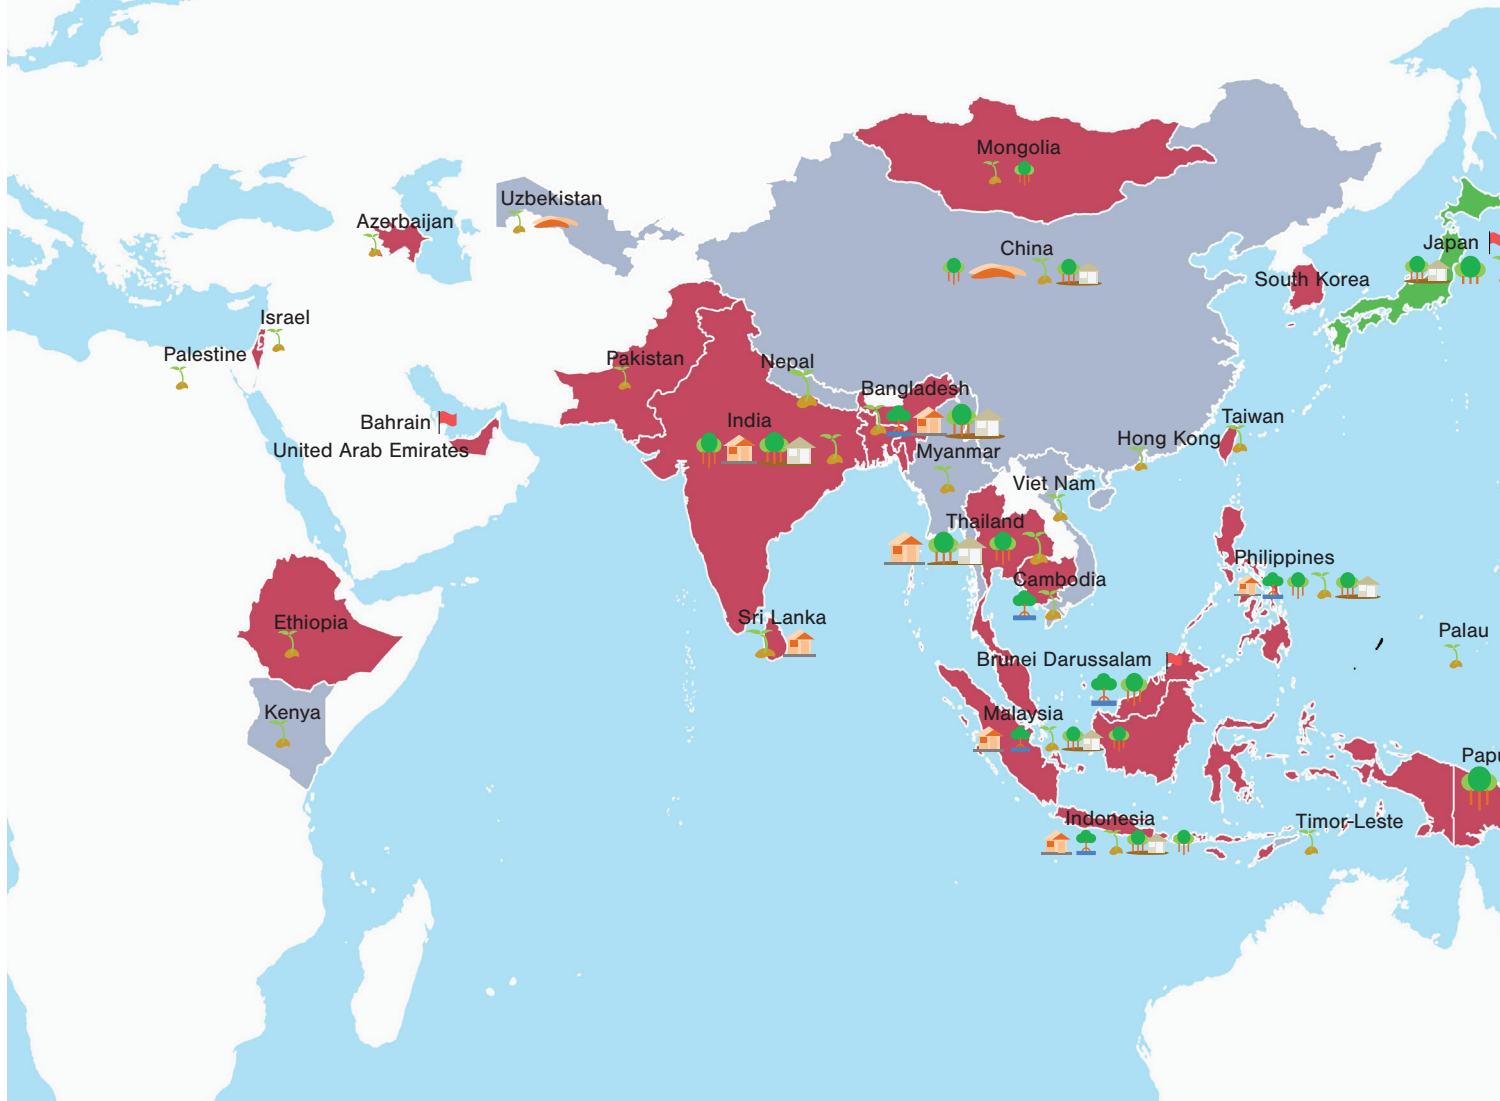 Mongolia
Uzbekistan
Azerbaijan
China
Japan
South Korea
Israel
Palestine
Pakistan
Nepal
Bangladesh
Bahrain
India
Taiwan
Hong Kong
United Arab Emirates
Myanmar
Viet Nam
Thailand
Philippines
Cambodia
Ethiopia
Sri Lanka
Palau
Brunei Darussalam
Kenya
Malaysia
Papu
Indonesia
Timor-Leste